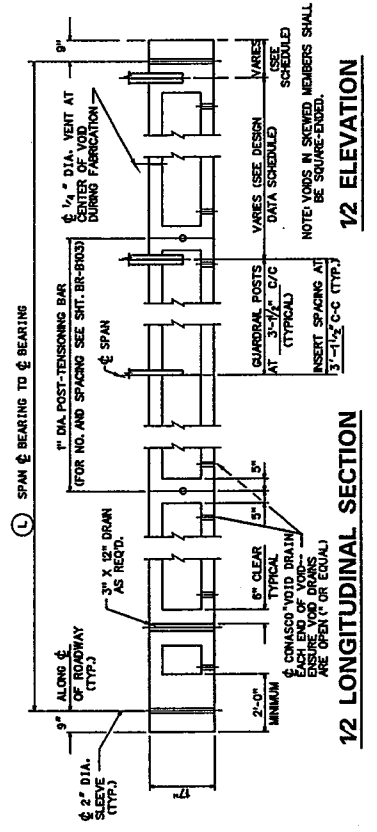 Ⓛ SPAN ℄ BEARING TO ℄ BEARING
9"
ALONG ℄
OF ROADWAY
(TYP.)
3" X 12" DRAIN
AS REQ'D.
1" DIA. POST-TENSIONING BAR
(FOR NO. AND SPACING SEE SHT. BR-B103)
℄ SPAN
℄ 1/4" DIA. VENT AT
CENTER OF VOID
DURING FABRICATION
9"
℄ 2" DIA.
SLEEVE
(TYP.)
17"
2'-0"
MINIMUM
6" CLEAR
TYPICAL
5"
5"
℄ CONASCO "VOID DRAIN
EACH END OF VOID--
ENSURE VOID DRAINS
ARE OPEN (" OR EQUAL)
GUARDRAIL POSTS
AT 3'-1 1/2" C/C
(TYPICAL)
INSERT SPACING AT
3'-1 1/2" C-C (TYP.)
VARIES (SEE DESIGN
DATA SCHEDULE)
VARIES
(SEE
SCHEDULE)
NOTE: VOIDS IN SKEWED MEMBERS SHALL
BE SQUARE-ENDED.
1/2 LONGITUDINAL SECTION
1/2 ELEVATION